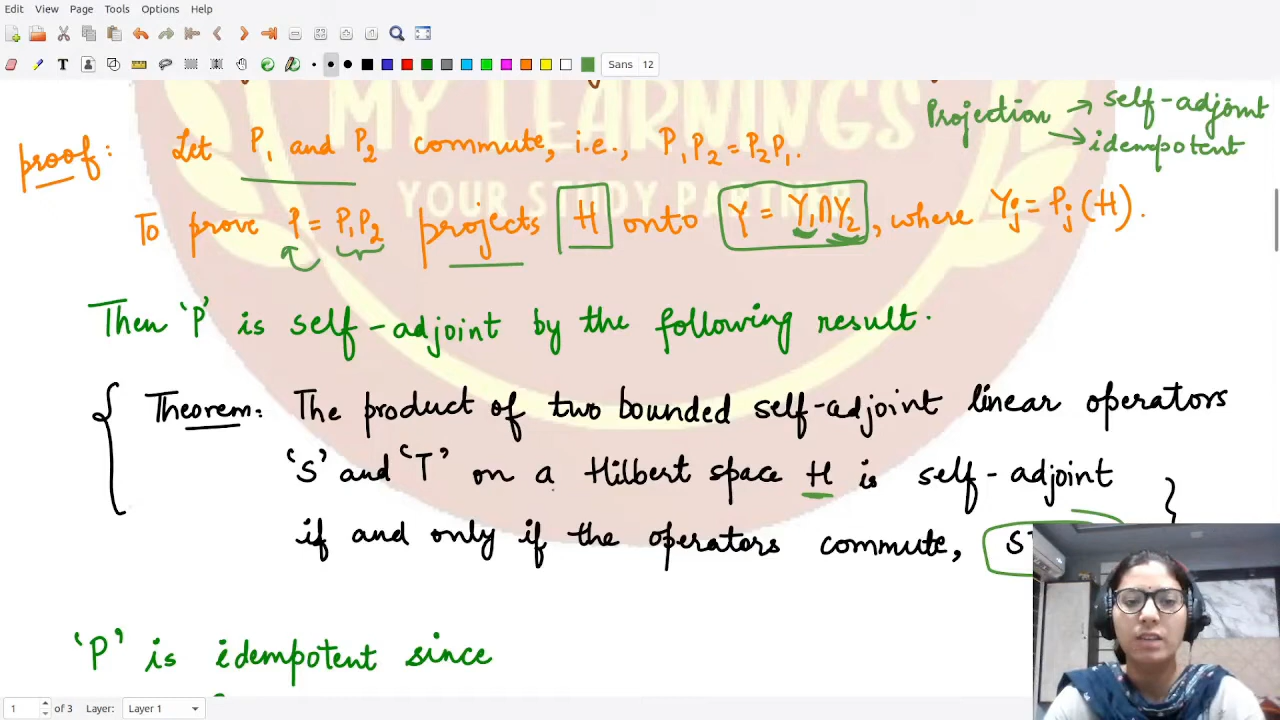 Edit View Page Tools Options Help
Sans 12
MY LEARNINGS
YOUR STUDY PARTNER
Projection → self-adjoint
→ idempotent
proof: Let P₁ and P₂ commute, i.e., P₁P₂ = P₂P₁.
To prove P = P₁P₂ projects H onto Y = Y₁∩Y₂, where Yⱼ = Pⱼ(H).
Then 'P' is self-adjoint by the following result.
{ Theorem: The product of two bounded self-adjoint linear operators
'S' and 'T' on a Hilbert space H is self-adjoint
if and only if the operators commute, }
'P' is idempotent since
1 of 3 Layer: Layer 1